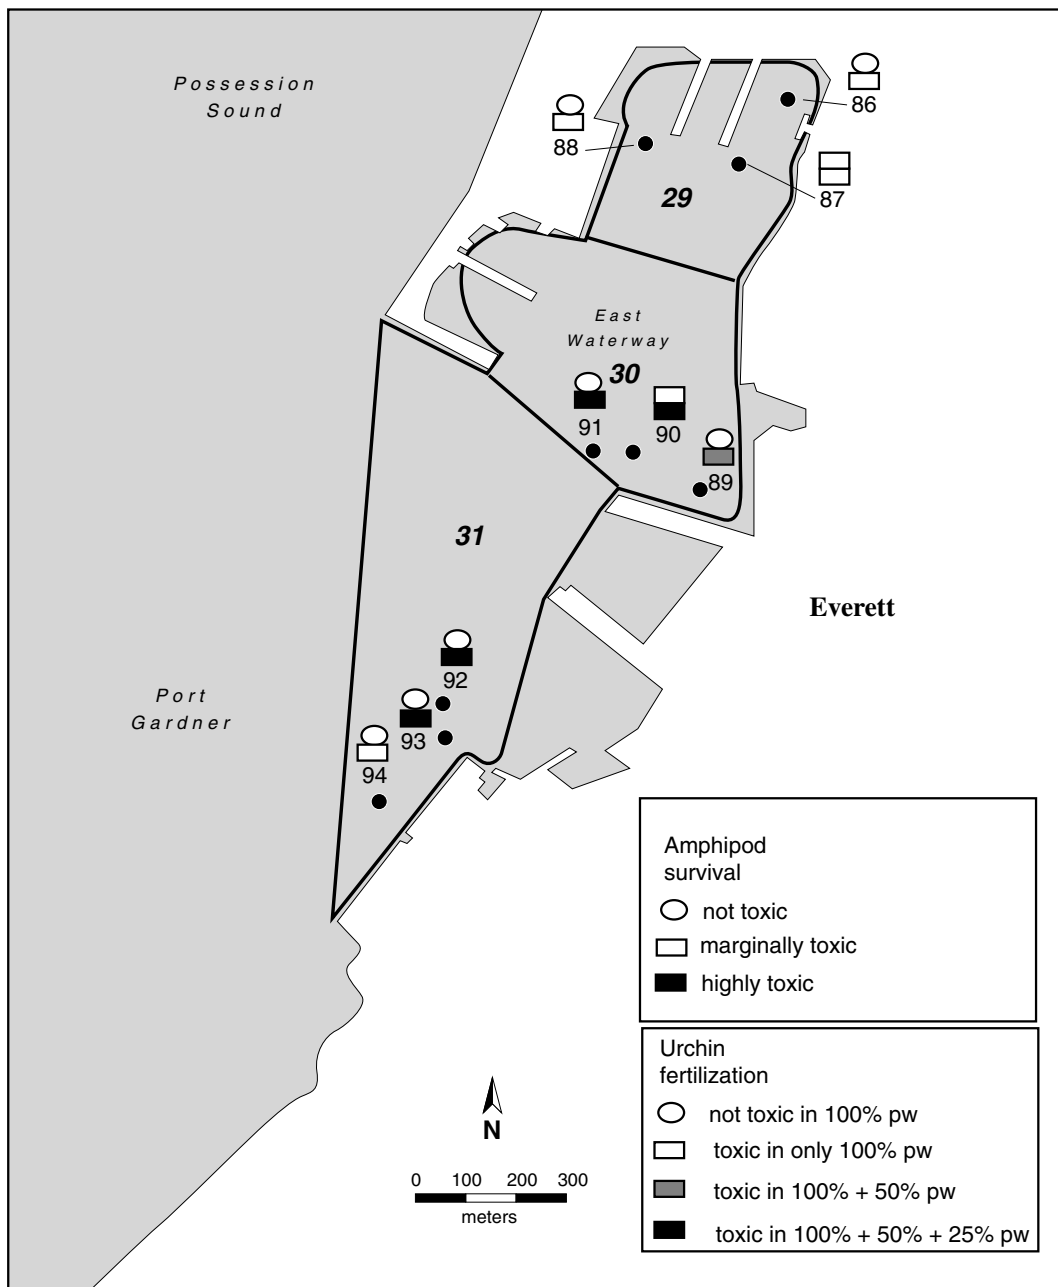 Possession
Sound
86
88
87
29
East
Waterway
30
91
90
89
31
Everett
92
Port
Gardner
93
94
Amphipod
survival
not toxic
marginally toxic
highly toxic
Urchin
fertilization
not toxic in 100% pw
toxic in only 100% pw
toxic in 100% + 50% pw
toxic in 100% + 50% + 25% pw
N
0 100 200 300
meters